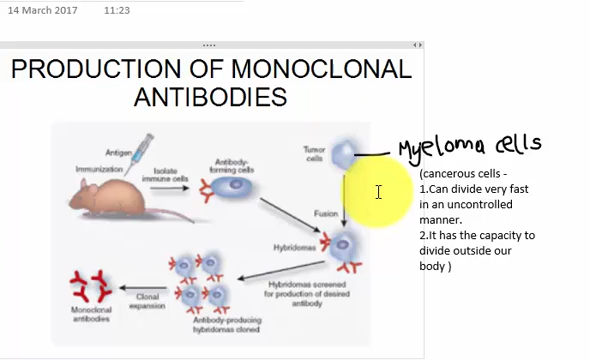 14 March 2017 11:23
PRODUCTION OF MONOCLONAL
ANTIBODIES
Antigen
Immunization
Isolate
immune cells
Antibody-
forming cells
Tumor
cells
Myeloma cells
(cancerous cells -
1.Can divide very fast
in an uncontrolled
manner.
2.It has the capacity to
divide outside our
body )
Fusion
Hybridomas
Hybridomas screened
for production of desired
antibody
Antibody-producing
hybridomas cloned
Clonal
expansion
Monoclonal
antibodies